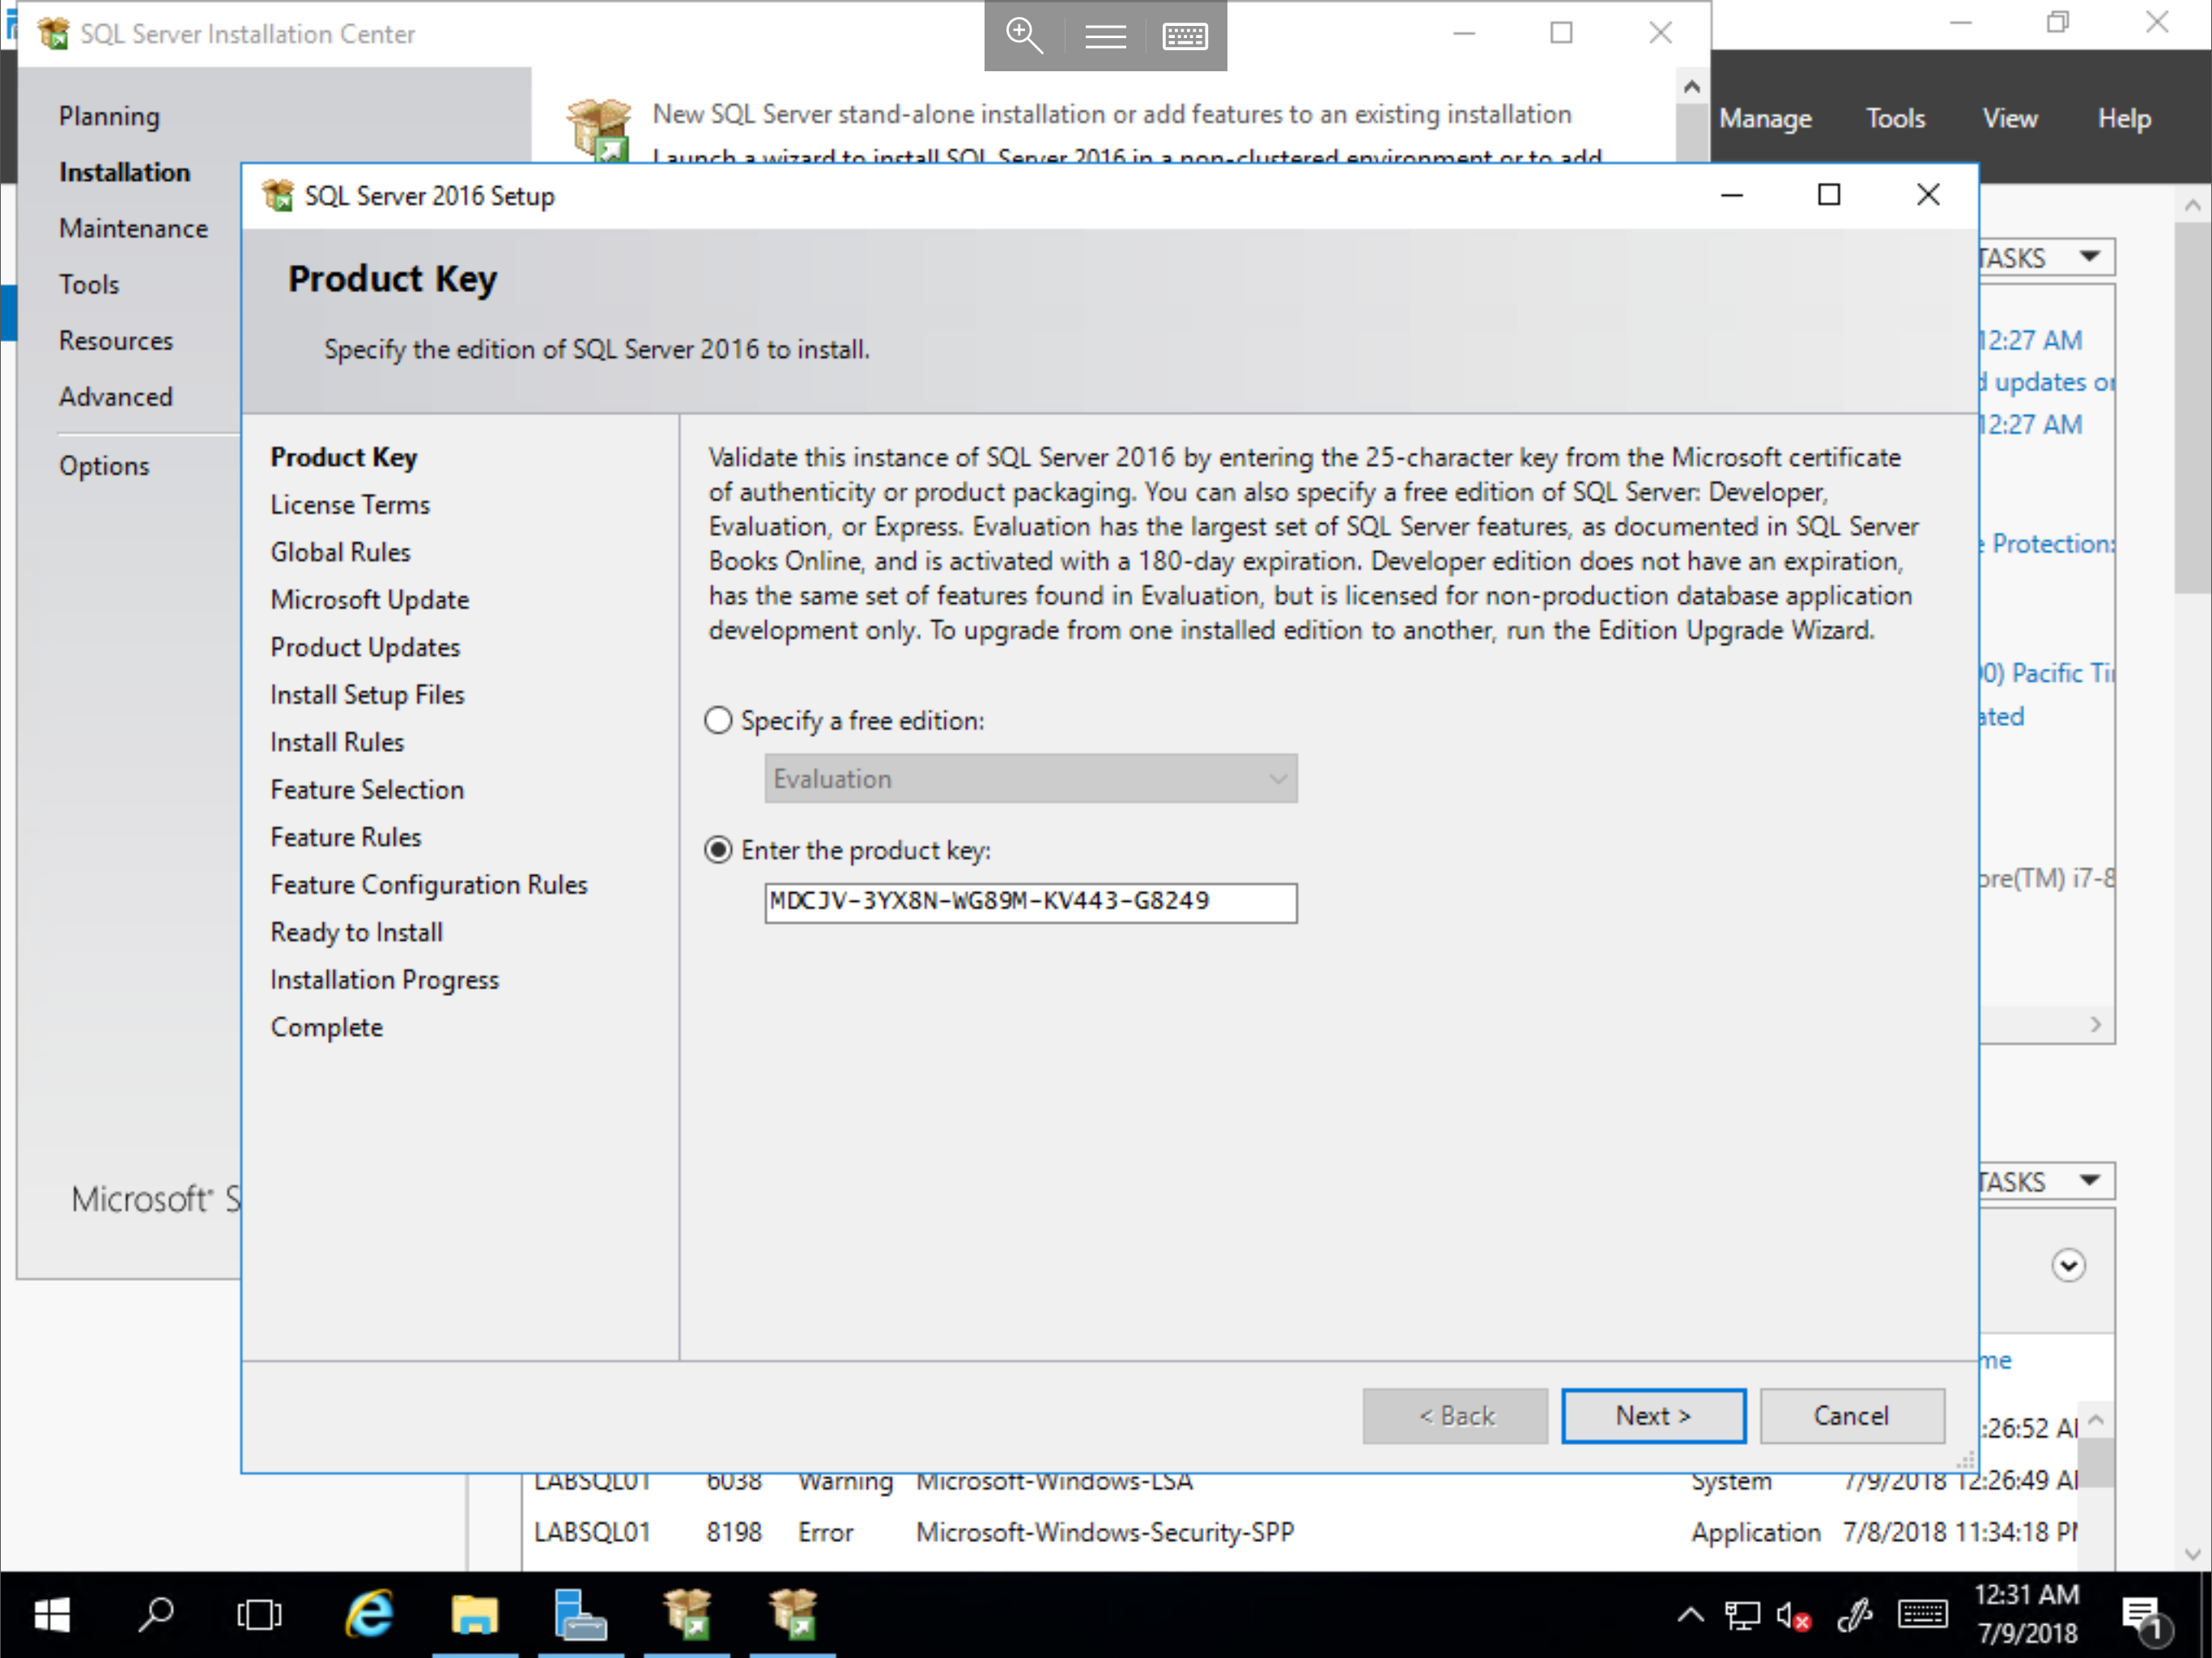 SQL Server Installation Center
Planning
Installation
Maintenance
Tools
Resources
Advanced
Options
Microsoft® S
New SQL Server stand-alone installation or add features to an existing installation
Launch a wizard to install SQL Server 2016 in a non-clustered environment or to add
Manage Tools View Help
SQL Server 2016 Setup
Product Key
Specify the edition of SQL Server 2016 to install.
Product Key
License Terms
Global Rules
Microsoft Update
Product Updates
Install Setup Files
Install Rules
Feature Selection
Feature Rules
Feature Configuration Rules
Ready to Install
Installation Progress
Complete
Validate this instance of SQL Server 2016 by entering the 25-character key from the Microsoft certificate
of authenticity or product packaging. You can also specify a free edition of SQL Server: Developer,
Evaluation, or Express. Evaluation has the largest set of SQL Server features, as documented in SQL Server
Books Online, and is activated with a 180-day expiration. Developer edition does not have an expiration,
has the same set of features found in Evaluation, but is licensed for non-production database application
development only. To upgrade from one installed edition to another, run the Edition Upgrade Wizard.
Specify a free edition:
Evaluation
Enter the product key:
MDCJV-3YX8N-WG89M-KV443-G8249
< Back Next > Cancel
TASKS
12:27 AM
d updates or
12:27 AM
e Protection:
00) Pacific Ti
ated
ore(TM) i7-8
TASKS
me
:26:52 A
LABSQL01 6038 Warning Microsoft-Windows-LSA System 7/9/2018 12:26:49 A
LABSQL01 8198 Error Microsoft-Windows-Security-SPP Application 7/8/2018 11:34:18 P
12:31 AM
7/9/2018
1